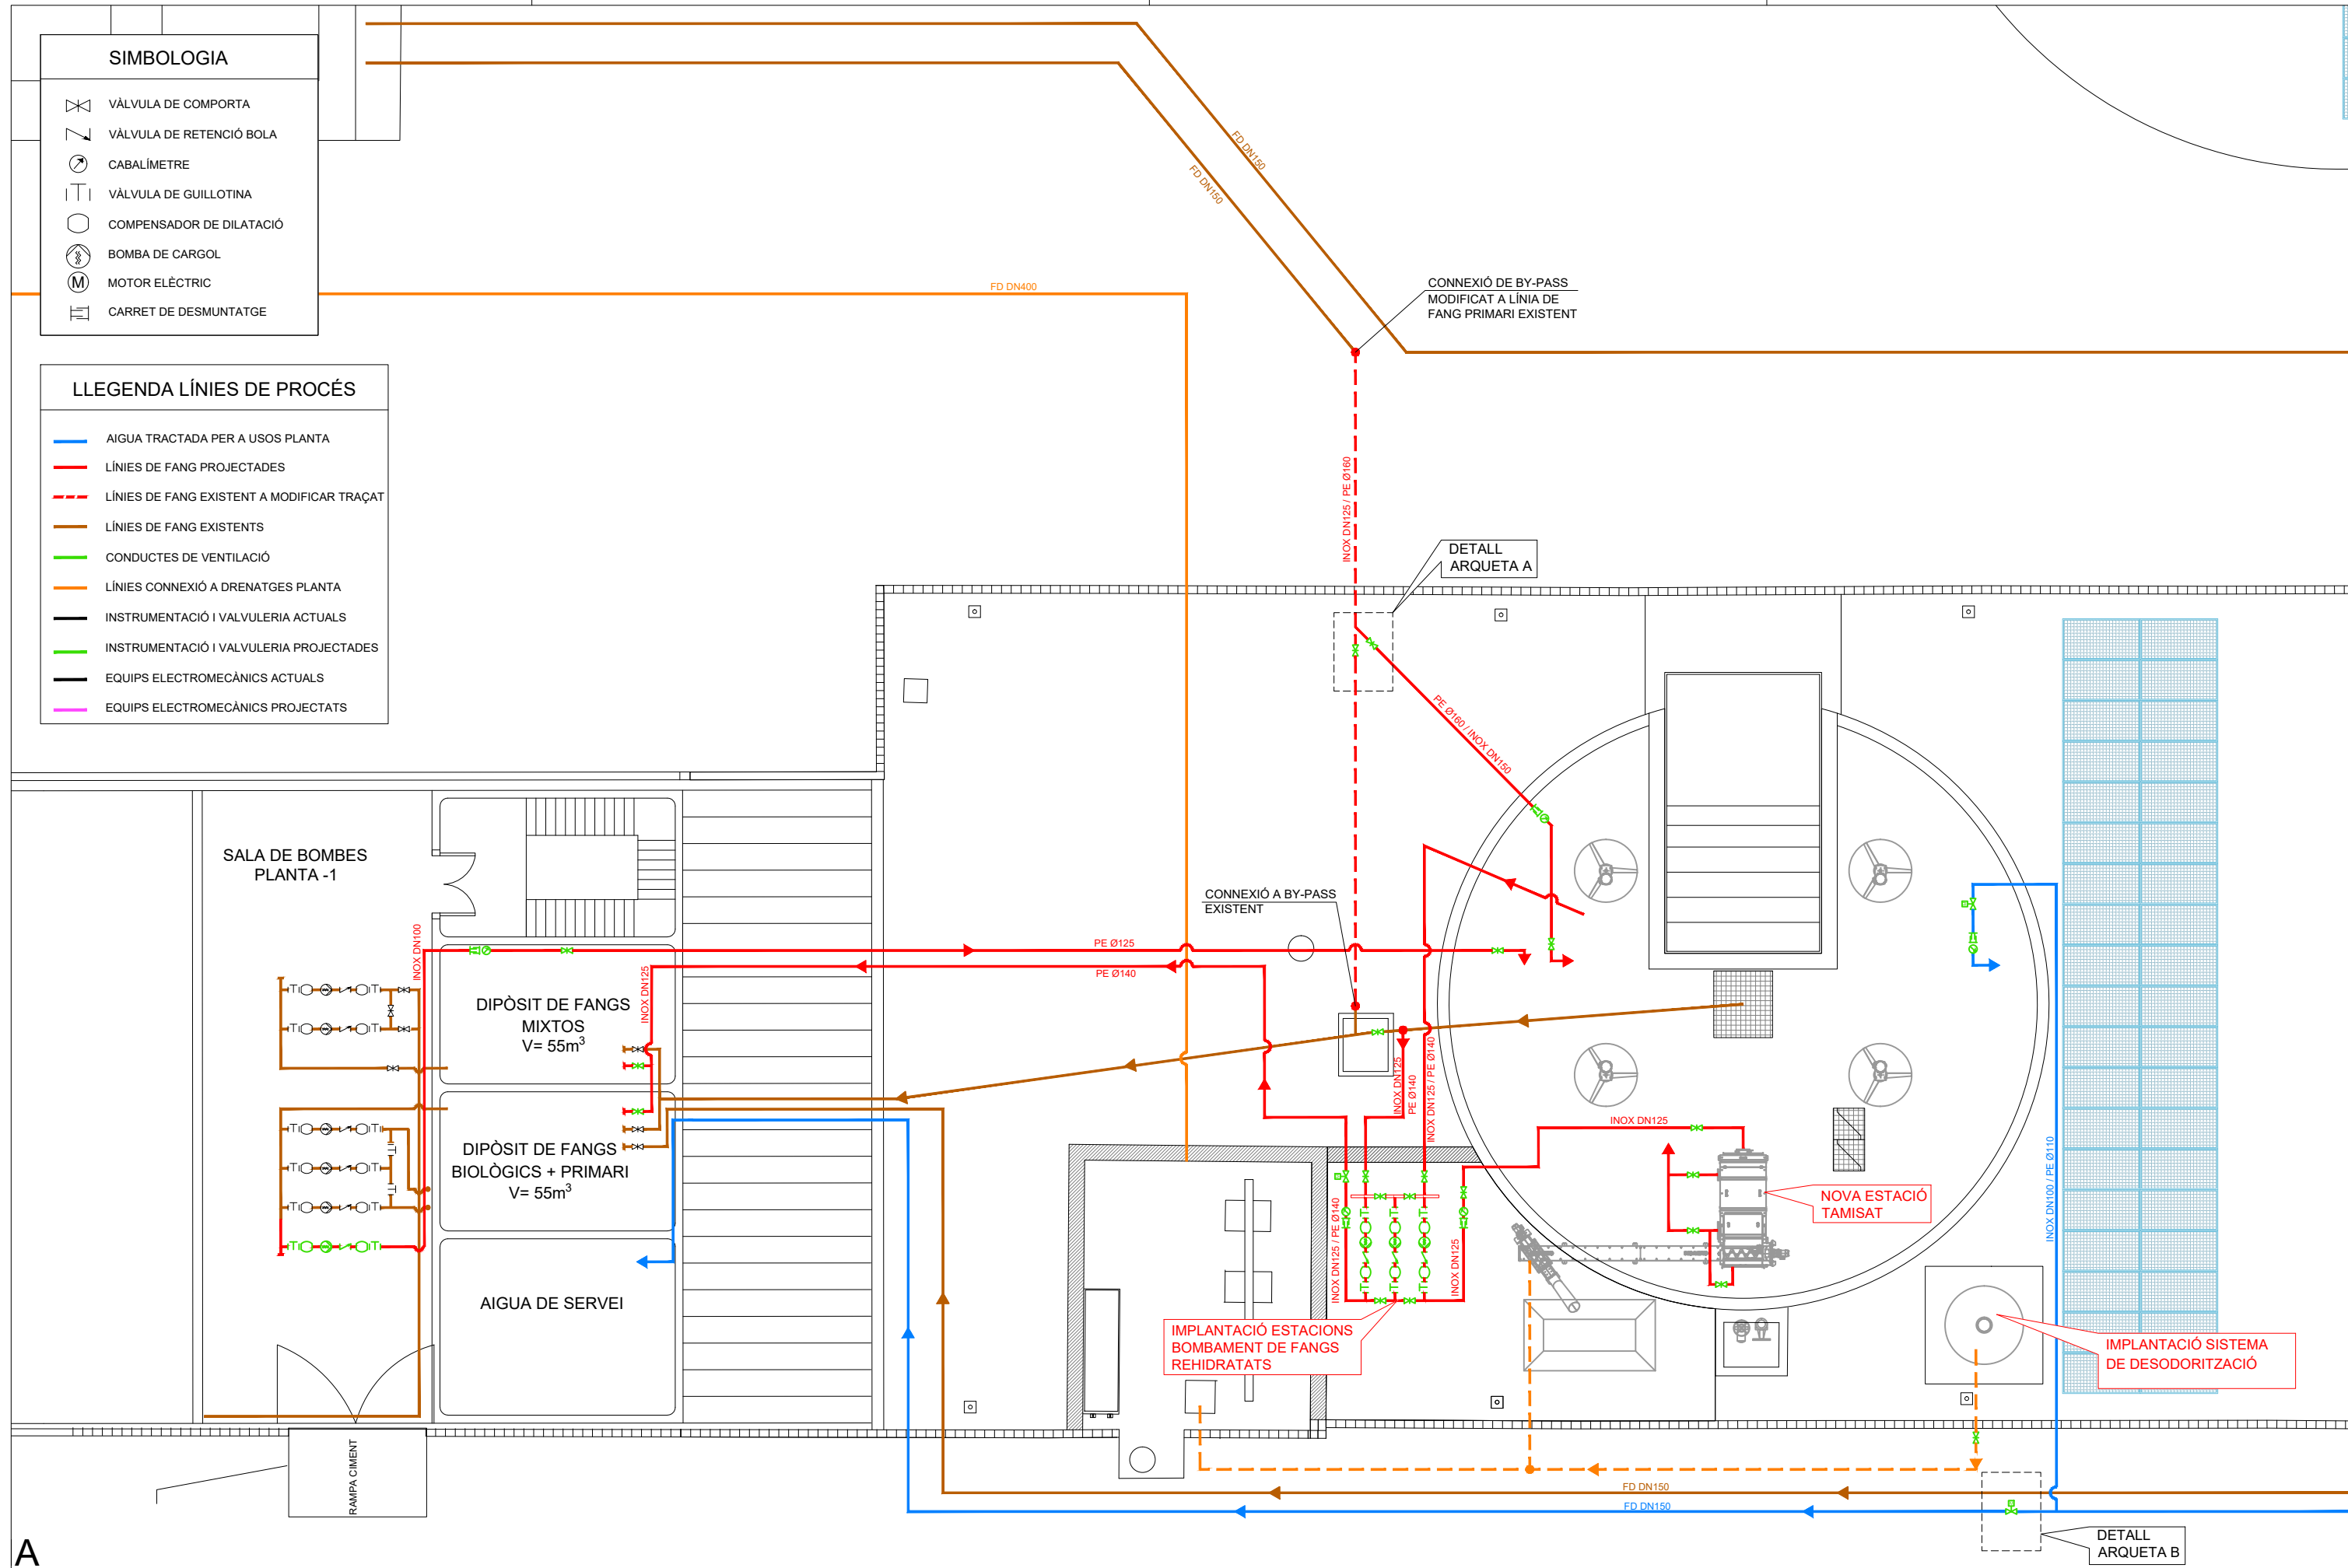 SIMBOLOGIA
VÀLVULA DE COMPORTA
VÀLVULA DE RETENCIÓ BOLA
CABALÍMETRE
VÀLVULA DE GUILLOTINA
COMPENSADOR DE DILATACIÓ
BOMBA DE CARGOL
M MOTOR ELÈCTRIC
CARRET DE DESMUNTATGE
LLEGENDA LÍNIES DE PROCÉS
AIGUA TRACTADA PER A USOS PLANTA
LÍNIES DE FANG PROJECTADES
LÍNIES DE FANG EXISTENT A MODIFICAR TRAÇAT
LÍNIES DE FANG EXISTENTS
CONDUCTES DE VENTILACIÓ
LÍNIES CONNEXIÓ A DRENATGES PLANTA
INSTRUMENTACIÓ I VALVULERIA ACTUALS
INSTRUMENTACIÓ I VALVULERIA PROJECTADES
EQUIPS ELECTROMECÀNICS ACTUALS
EQUIPS ELECTROMECÀNICS PROJECTATS
FD DN150
FD DN150
FD DN400
CONNEXIÓ DE BY-PASS
MODIFICAT A LÍNIA DE
FANG PRIMARI EXISTENT
INOX DN125 / PE Ø160
DETALL
ARQUETA A
PE Ø160 / INOX DN150
SALA DE BOMBES
PLANTA -1
CONNEXIÓ A BY-PASS
EXISTENT
INOX DN100
PE Ø125
PE Ø140
INOX DN125
DIPÒSIT DE FANGS
MIXTOS
V= 55m³
DIPÒSIT DE FANGS
BIOLÒGICS + PRIMARI
V= 55m³
AIGUA DE SERVEI
INOX DN125
PE Ø140
INOX DN125 / PE Ø140
INOX DN125
INOX DN125 / PE Ø140
INOX DN125
NOVA ESTACIÓ
TAMISAT
INOX DN100 / PE Ø110
IMPLANTACIÓ ESTACIONS
BOMBAMENT DE FANGS
REHIDRATATS
IMPLANTACIÓ SISTEMA
DE DESODORITZACIÓ
RAMPA CIMENT
FD DN150
FD DN150
DETALL
ARQUETA B
A